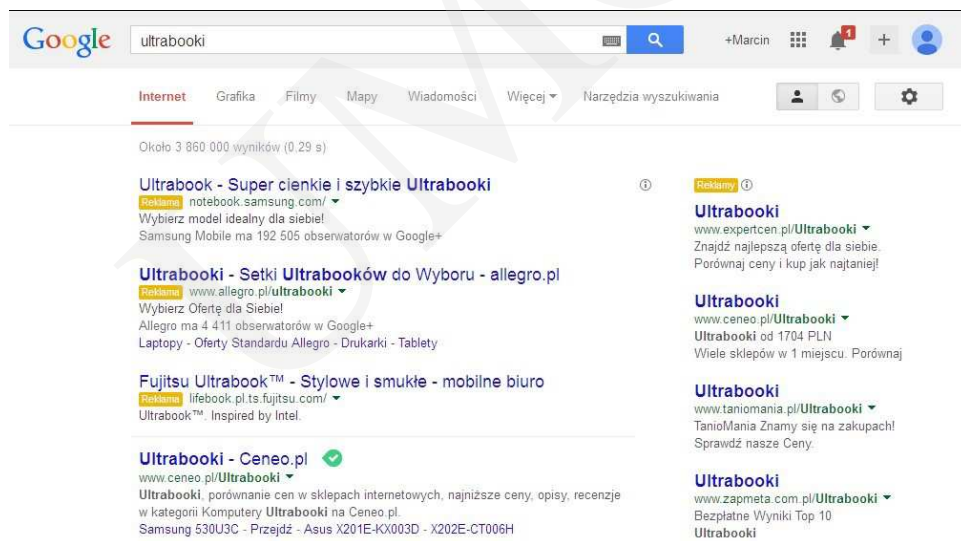 Google
ultrabooki
+Marcin
1
+
Internet Grafika Filmy Mapy Wiadomości Więcej Narzędzia wyszukiwania
Około 3 860 000 wyników (0,29 s)
Ultrabook - Super cienkie i szybkie Ultrabooki
Reklama notebook.samsung.com/
Wybierz model idealny dla siebie!
Samsung Mobile ma 192 505 obserwatorów w Google+
Ultrabooki - Setki Ultrabooków do Wyboru - allegro.pl
Reklama www.allegro.pl/ultrabooki
Wybierz Ofertę dla Siebie!
Allegro ma 4 411 obserwatorów w Google+
Laptopy - Oferty Standardu Allegro - Drukarki - Tablety
Fujitsu Ultrabook™ - Stylowe i smukłe - mobilne biuro
Reklama lifebook.pl.ts.fujitsu.com/
Ultrabook™. Inspired by Intel.
Ultrabooki - Ceneo.pl
www.ceneo.pl/Ultrabooki
Ultrabooki, porównanie cen w sklepach internetowych, najniższe ceny, opisy, recenzje
w kategorii Komputery Ultrabooki na Ceneo.pl.
Samsung 530U3C - Przejdź - Asus X201E-KX003D - X202E-CT006H
Reklamy
Ultrabooki
www.expertcen.pl/Ultrabooki
Znajdź najlepszą ofertę dla siebie.
Porównaj ceny i kup jak najtaniej!
Ultrabooki
www.ceneo.pl/Ultrabooki
Ultrabooki od 1704 PLN
Wiele sklepów w 1 miejscu. Porównaj
Ultrabooki
www.taniomania.pl/Ultrabooki
TanioMania Znamy się na zakupach!
Sprawdź nasze Ceny.
Ultrabooki
www.zapmeta.com.pl/Ultrabooki
Bezpłatne Wyniki Top 10
Ultrabooki